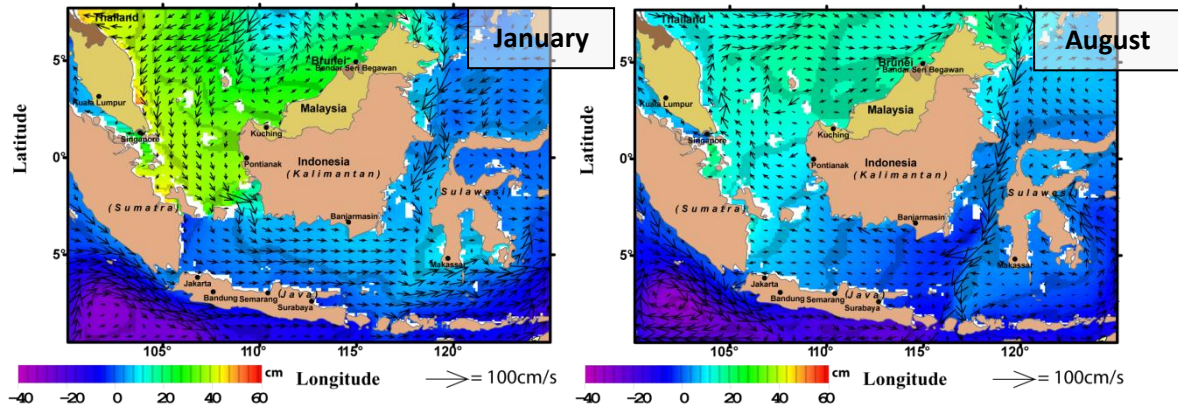 January
Thailand
5°
Latitude
0°
5°
Kuala Lumpur
Singapore
Brunei
Bandar Seri Begawan
Malaysia
Kuching
Pontianak
Indonesia
(Kalimantan)
(Sumatra)
(Sulawesi)
Banjarmasin
Makassar
Jakarta
Bandung
Semarang
(Java)
Surabaya
105° 110° 115° 120°
−40 −20 0 20 40 60 cm
Longitude
= 100cm/s
August
Thailand
5°
Latitude
0°
5°
Kuala Lumpur
Singapore
Brunei
Bandar Seri Begawan
Malaysia
Kuching
Pontianak
Indonesia
(Kalimantan)
(Sumatra)
(Sulawesi)
Banjarmasin
Makassar
Jakarta
Bandung
Semarang
(Java)
Surabaya
105° 110° 115° 120°
−40 −20 0 20 40 60 cm
Longitude
= 100cm/s